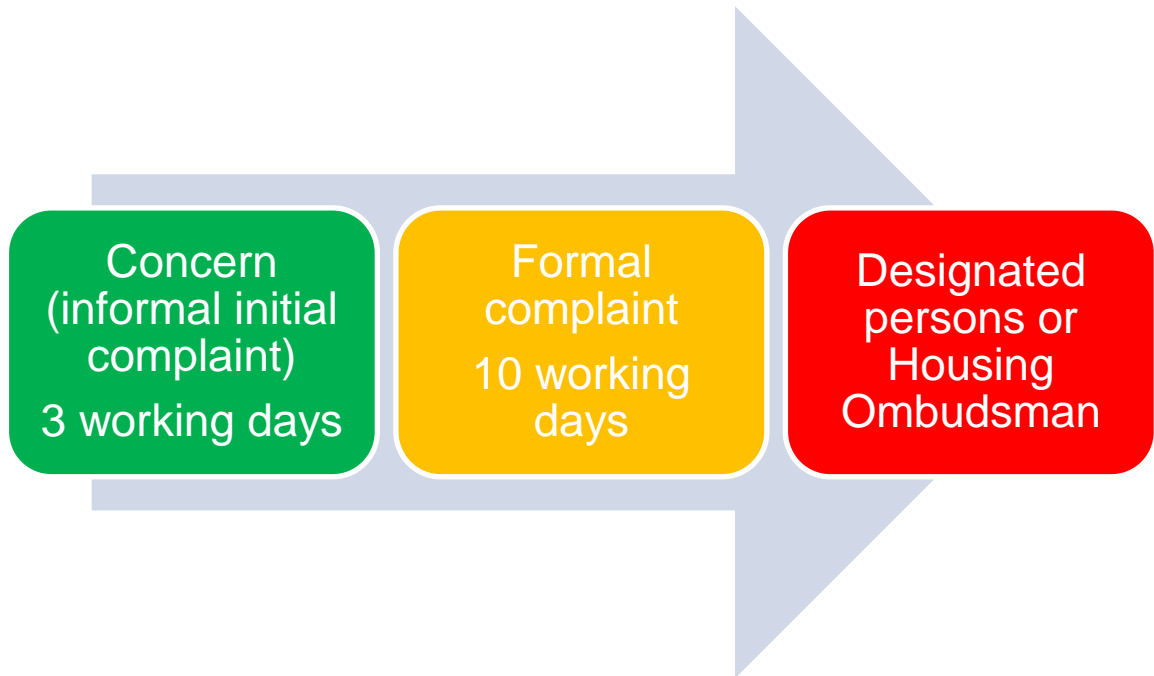 Concern
(informal initial
complaint)
3 working days
Formal
complaint
10 working
days
Designated
persons or
Housing
Ombudsman